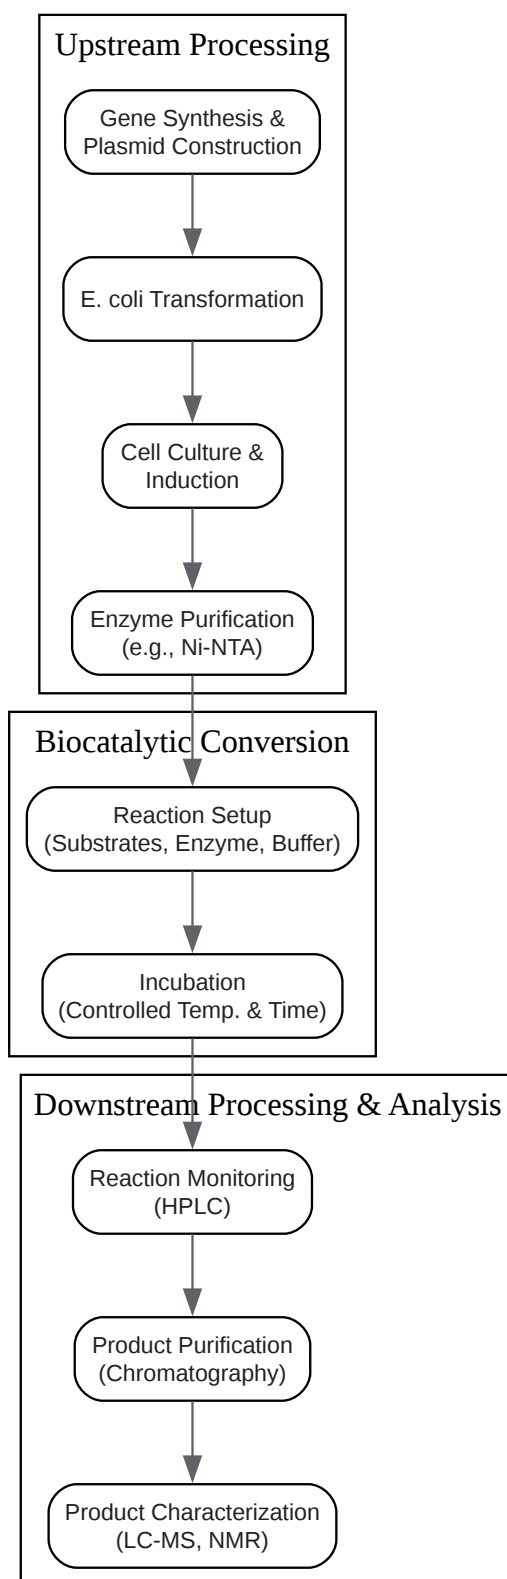 Upstream Processing
Gene Synthesis &
Plasmid Construction
E. coli Transformation
Cell Culture &
Induction
Enzyme Purification
(e.g., Ni-NTA)
Biocatalytic Conversion
Reaction Setup
(Substrates, Enzyme, Buffer)
Incubation
(Controlled Temp. & Time)
Downstream Processing & Analysis
Reaction Monitoring
(HPLC)
Product Purification
(Chromatography)
Product Characterization
(LC-MS, NMR)